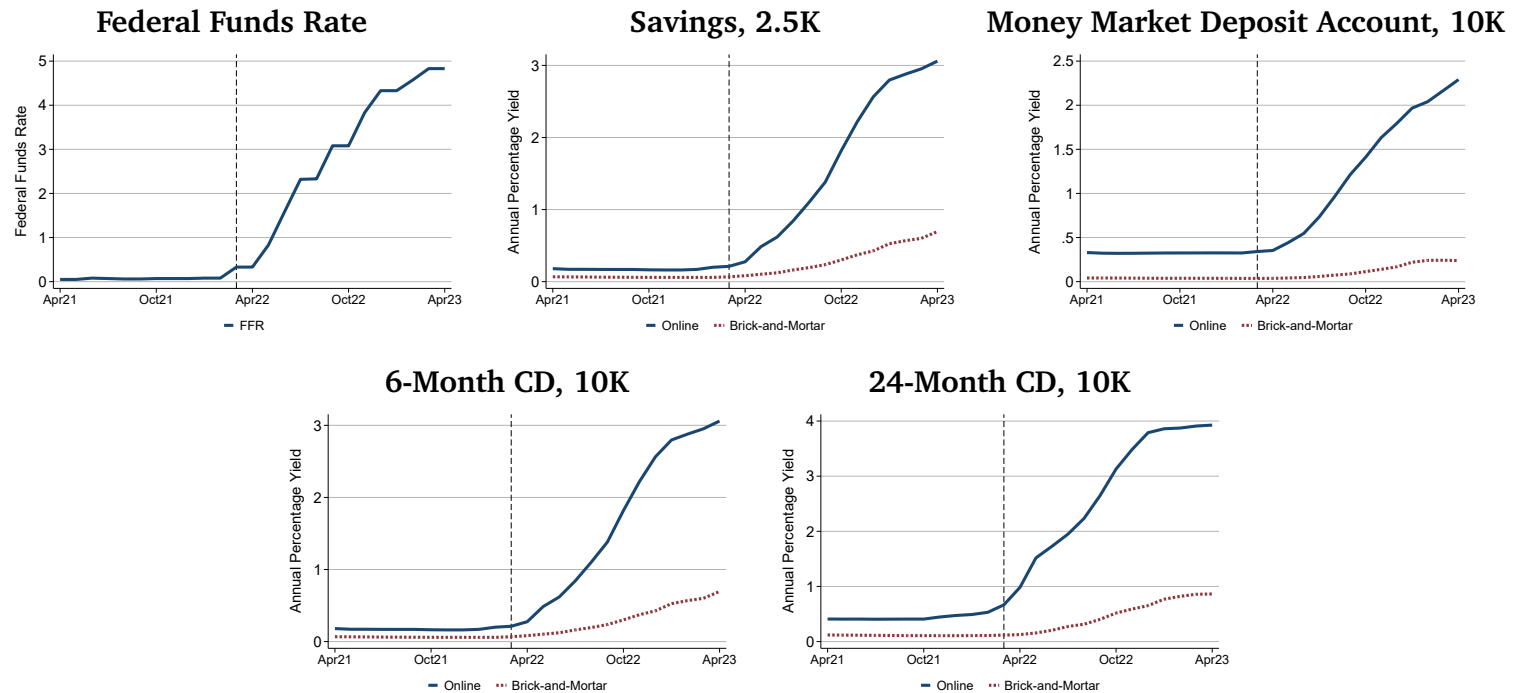 Federal Funds Rate
Federal Funds Rate
5
4
3
2
1
0
Apr21 Oct21 Apr22 Oct22 Apr23
FFR
Savings, 2.5K
Annual Percentage Yield
3
2
1
0
Apr21 Oct21 Apr22 Oct22 Apr23
Online Brick-and-Mortar
Money Market Deposit Account, 10K
Annual Percentage Yield
2.5
2
1.5
1
.5
0
Apr21 Oct21 Apr22 Oct22 Apr23
Online Brick-and-Mortar
6-Month CD, 10K
Annual Percentage Yield
3
2
1
0
Apr21 Oct21 Apr22 Oct22 Apr23
Online Brick-and-Mortar
24-Month CD, 10K
Annual Percentage Yield
4
3
2
1
0
Apr21 Oct21 Apr22 Oct22 Apr23
Online Brick-and-Mortar